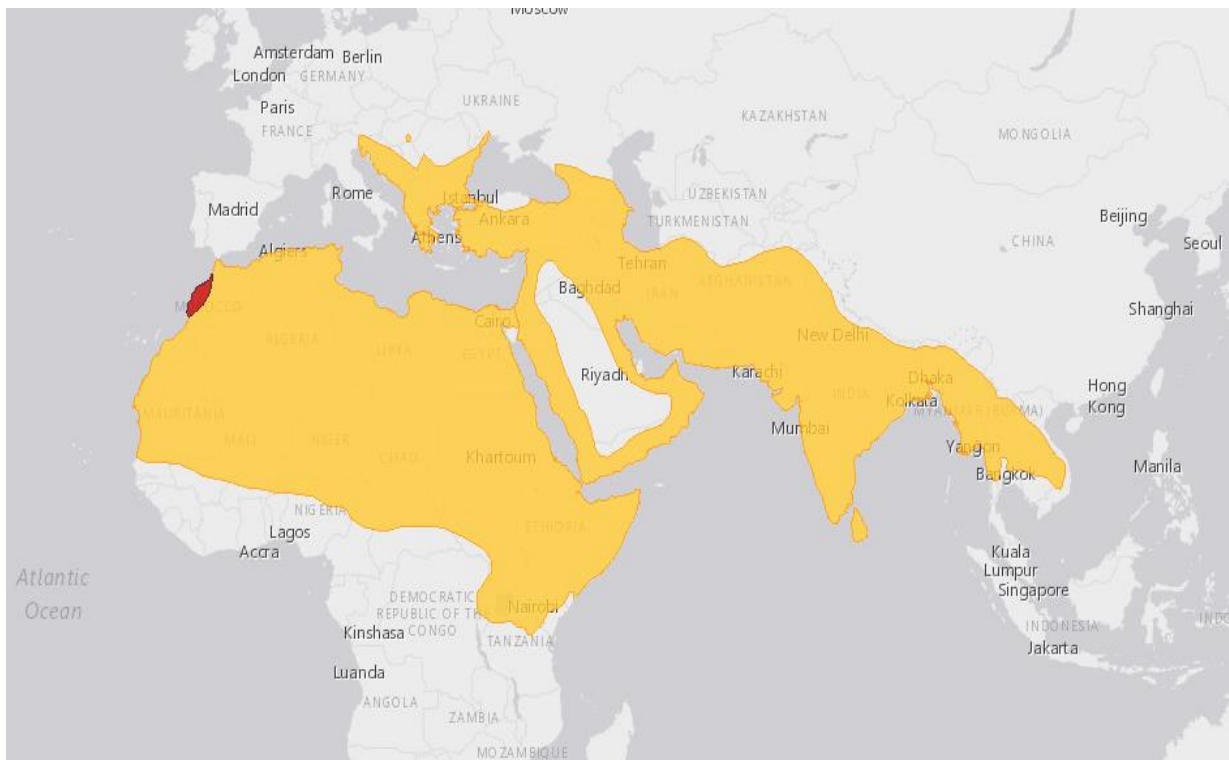 Moscow
Amsterdam
Berlin
London
GERMANY
Paris
UKRAINE
FRANCE
KAZAKHSTAN
MONGOLIA
Rome
Istanbul
UZBEKISTAN
Madrid
Ankara
TURKMENISTAN
Beijing
Athens
Seoul
Algiers
CHINA
Tehran
AFGHANISTAN
Baghdad
IRAN
MOROCCO
Shanghai
Cairo
New Delhi
ALGERIA
LIBYA
EGYPT
Riyadh
Karachi
Dhaka
Hong
Kong
INDIA
Kolkata
MYANMAR (BURMA)
MAURITANIA
Mumbai
MALI
NIGER
Yangon
CHAD
Khartoum
Bangkok
Manila
NIGERIA
ETHIOPIA
Lagos
Accra
Kuala
Lumpur
Atlantic
Ocean
Singapore
DEMOCRATIC
REPUBLIC OF THE
CONGO
Nairobi
INDONESIA
Kinshasa
TANZANIA
Jakarta
Luanda
ANGOLA
ZAMBIA
MOZAMBIQUE